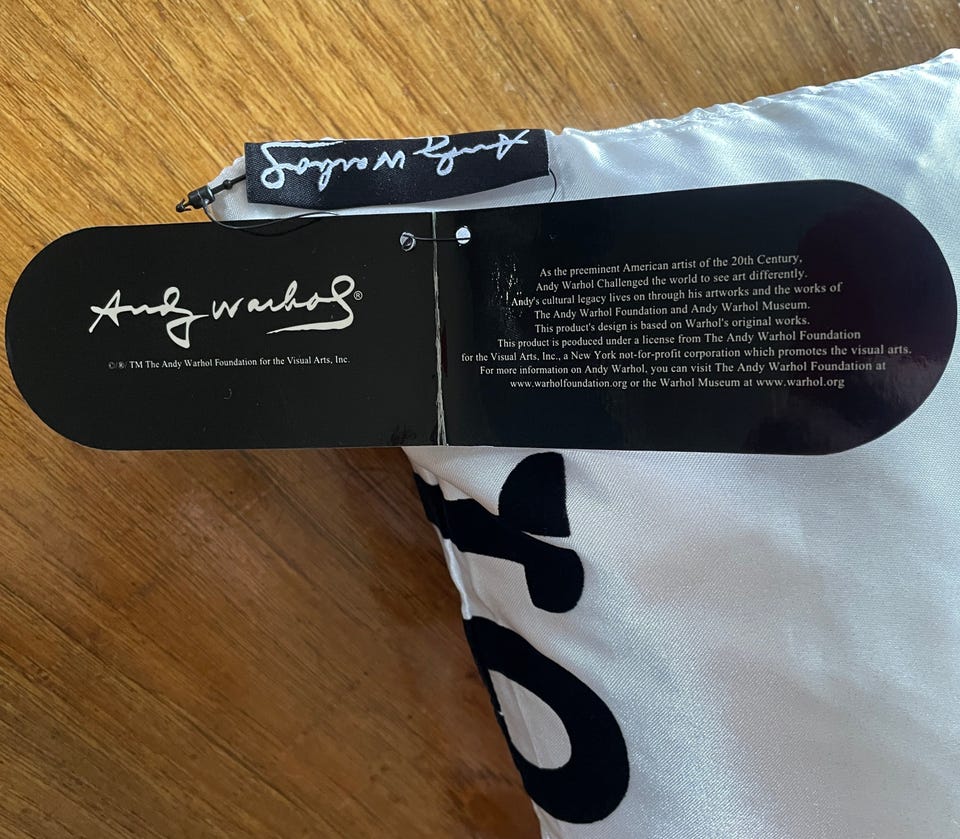 Andy Warhol
Andy Warhol®
©/®/ TM The Andy Warhol Foundation for the Visual Arts, Inc.
As the preeminent American artist of the 20th Century,
Andy Warhol Challenged the world to see art differently.
Andy's cultural legacy lives on through his artworks and the works of
The Andy Warhol Foundation and Andy Warhol Museum.
This product's design is based on Warhol's original works.
This product is peoduced under a license from The Andy Warhol Foundation
for the Visual Arts, Inc., a New York not-for-profit corporation which promotes the visual arts.
For more information on Andy Warhol, you can visit The Andy Warhol Foundation at
www.warholfoundation.org or the Warhol Museum at www.warhol.org